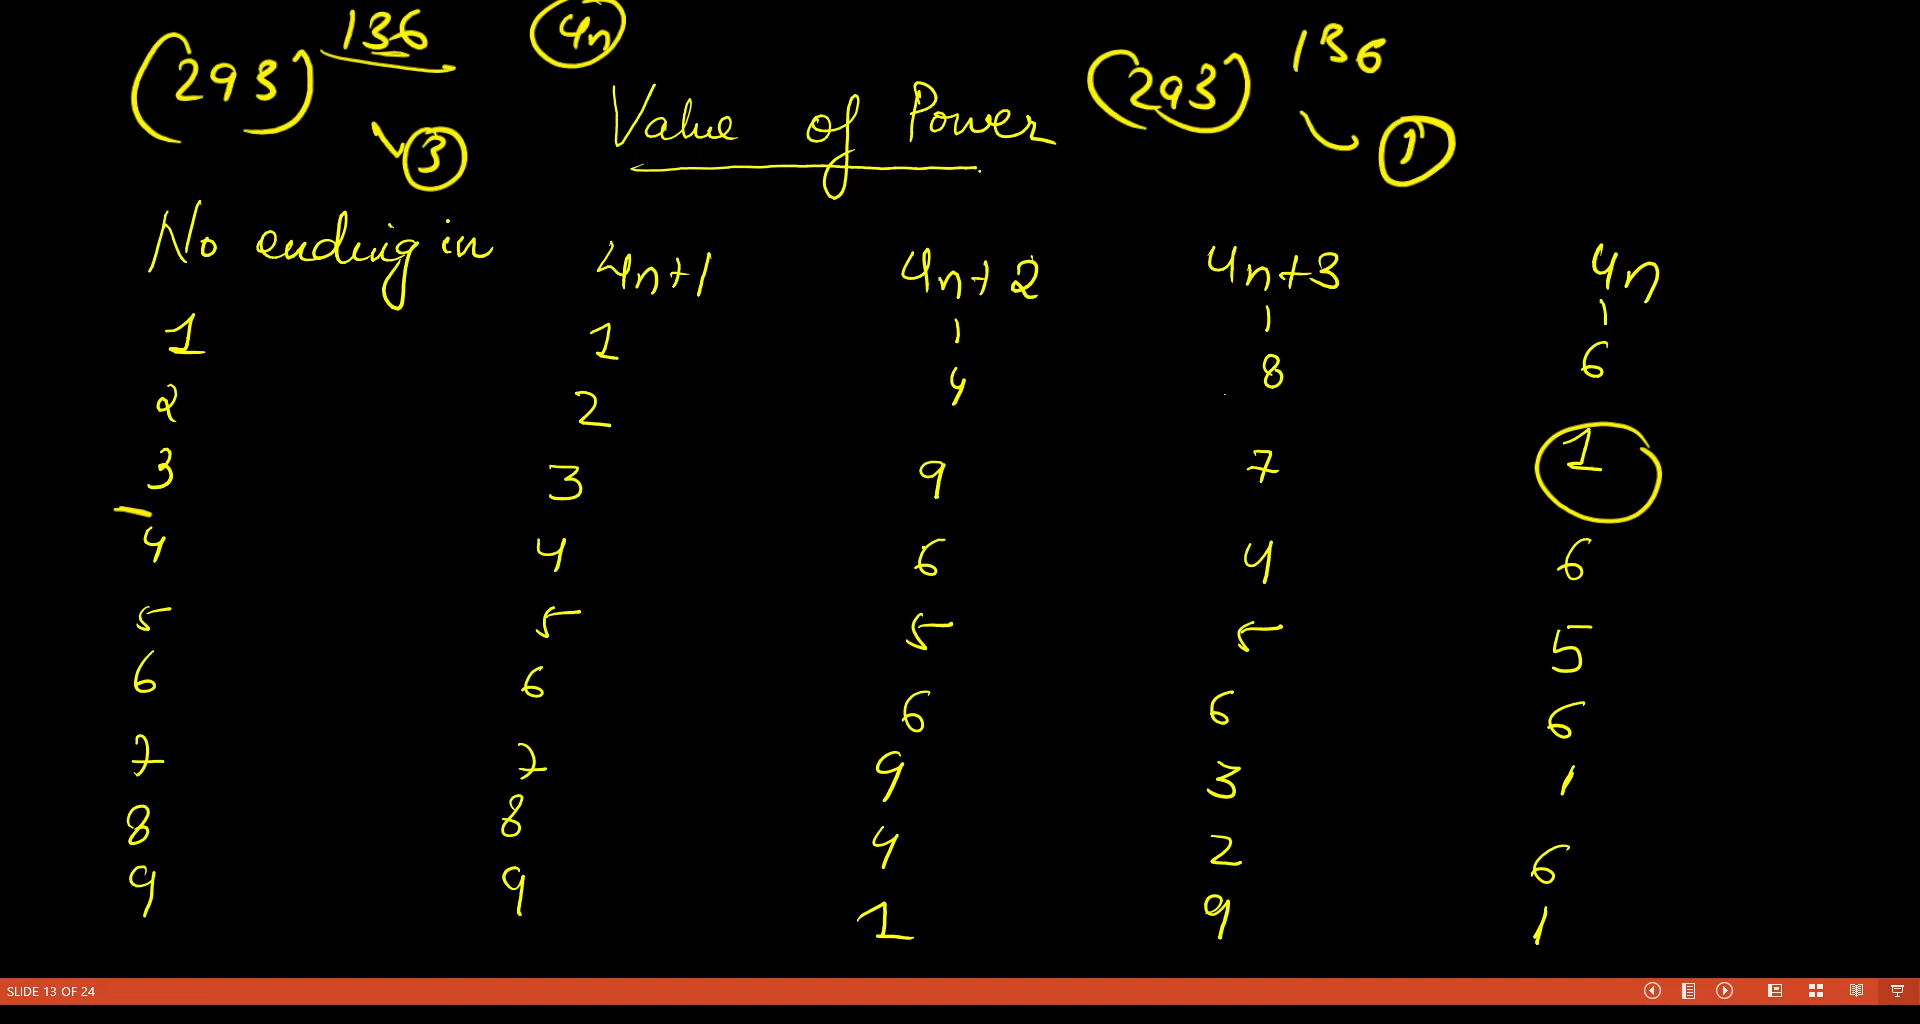 (293) 136 4n (293) 136
3 1
Value of Power
No ending in 4n+1 4n+2 4n+3 4n
1 1 1 1 1
2 2 4 8 6
3 3 9 7 1
4 4 6 4 6
5 5 5 5 5
6 6 6 6 6
7 7 9 3 1
8 8 4 2 6
9 9 1 9 1
SLIDE 13 OF 24